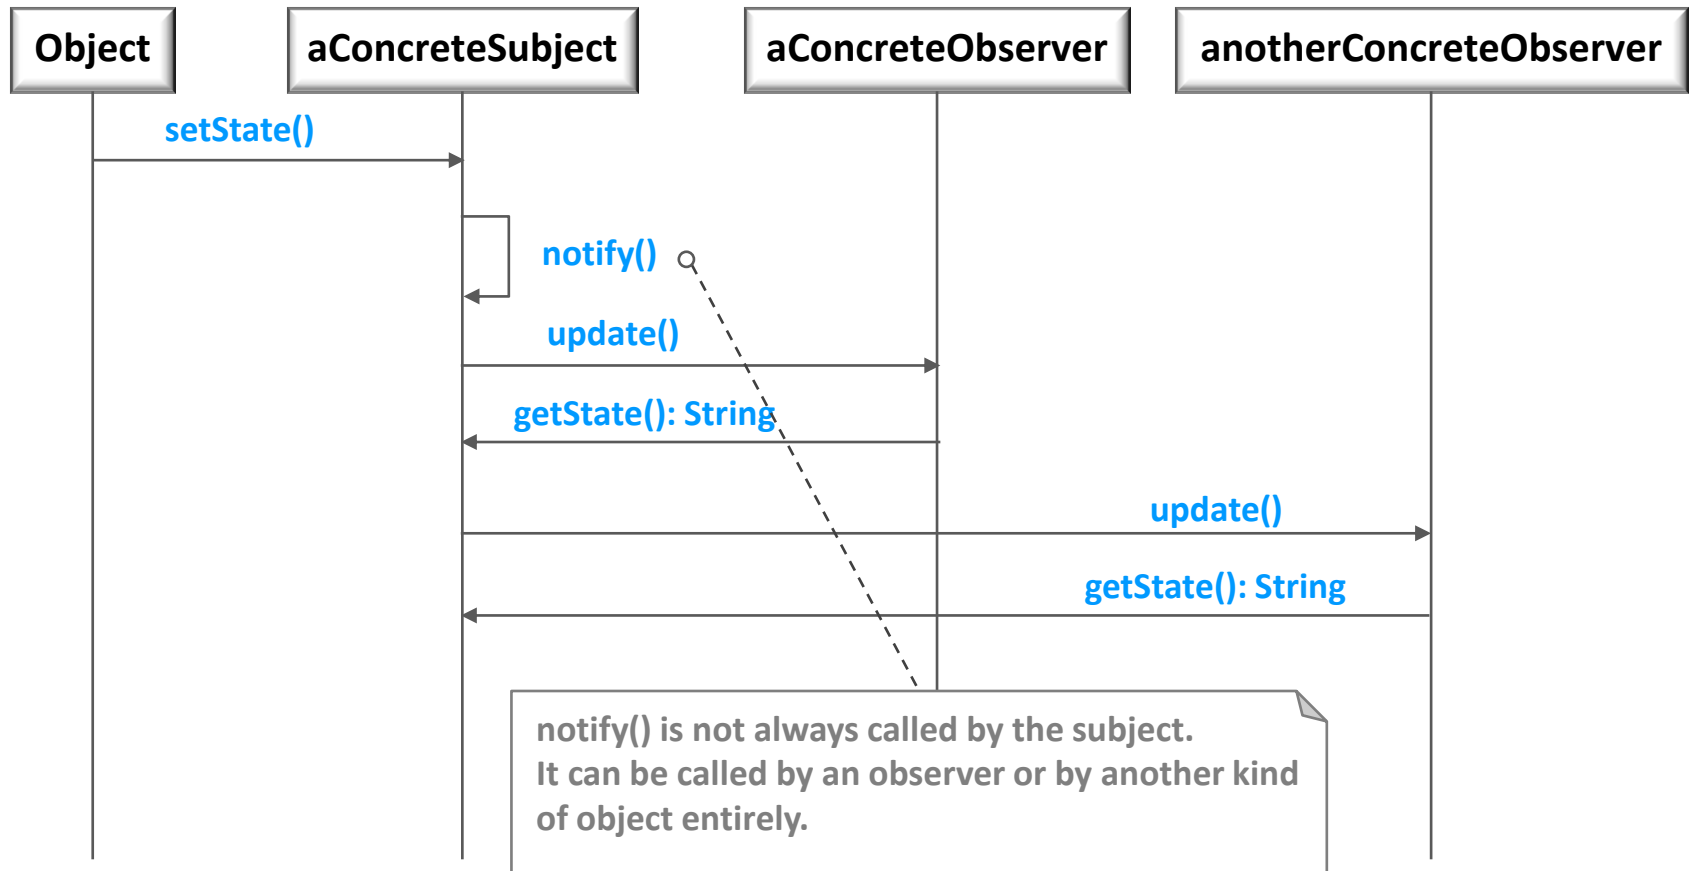 Object
aConcreteSubject
aConcreteObserver
anotherConcreteObserver
setState()
notify()
update()
getState(): String
update()
getState(): String
notify() is not always called by the subject.
It can be called by an observer or by another kind
of object entirely.